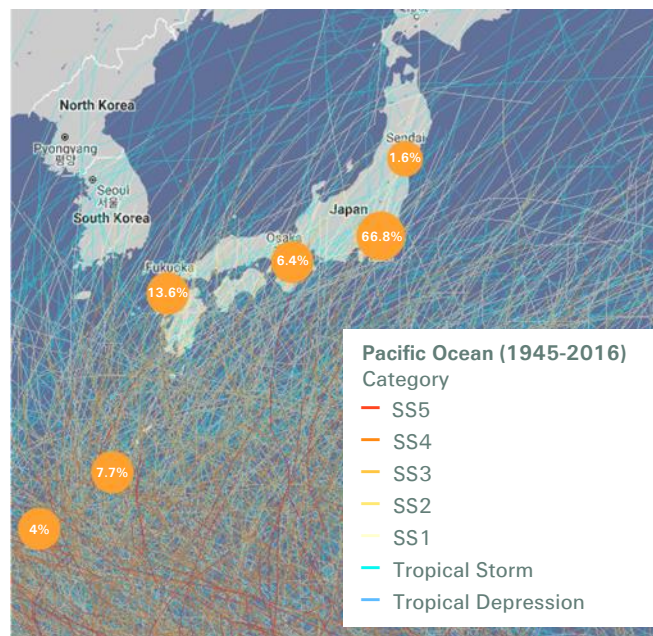 North Korea
Pyongyang
평양
Seoul
서울
South Korea
Sendai
1.6%
Japan
66.8%
Osaka
6.4%
Fukuoka
13.6%
7.7%
4%
Pacific Ocean (1945-2016)
Category
SS5
SS4
SS3
SS2
SS1
Tropical Storm
Tropical Depression